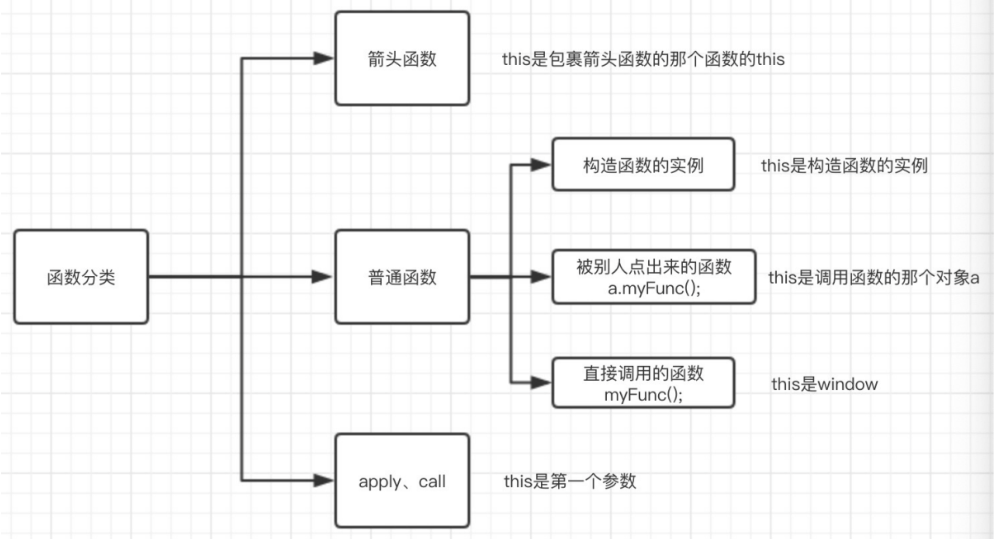 箭头函数
this是包裹箭头函数的那个函数的this
构造函数的实例
this是构造函数的实例
函数分类
普通函数
被别人点出来的函数
a.myFunc();
this是调用函数的那个对象a
直接调用的函数
myFunc();
this是window
apply、call
this是第一个参数